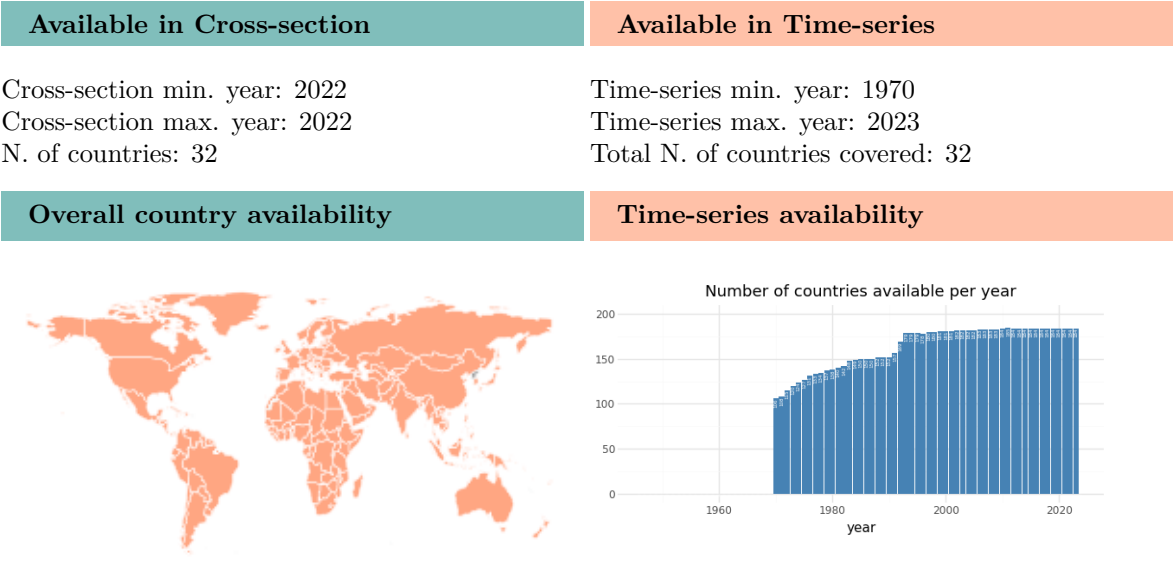 Available in Cross-section
Available in Time-series
Cross-section min. year: 2022
Cross-section max. year: 2022
N. of countries: 32
Time-series min. year: 1970
Time-series max. year: 2023
Total N. of countries covered: 32
Overall country availability
Time-series availability
Number of countries available per year
200
150
100
50
0
1960
1980
2000
2020
year